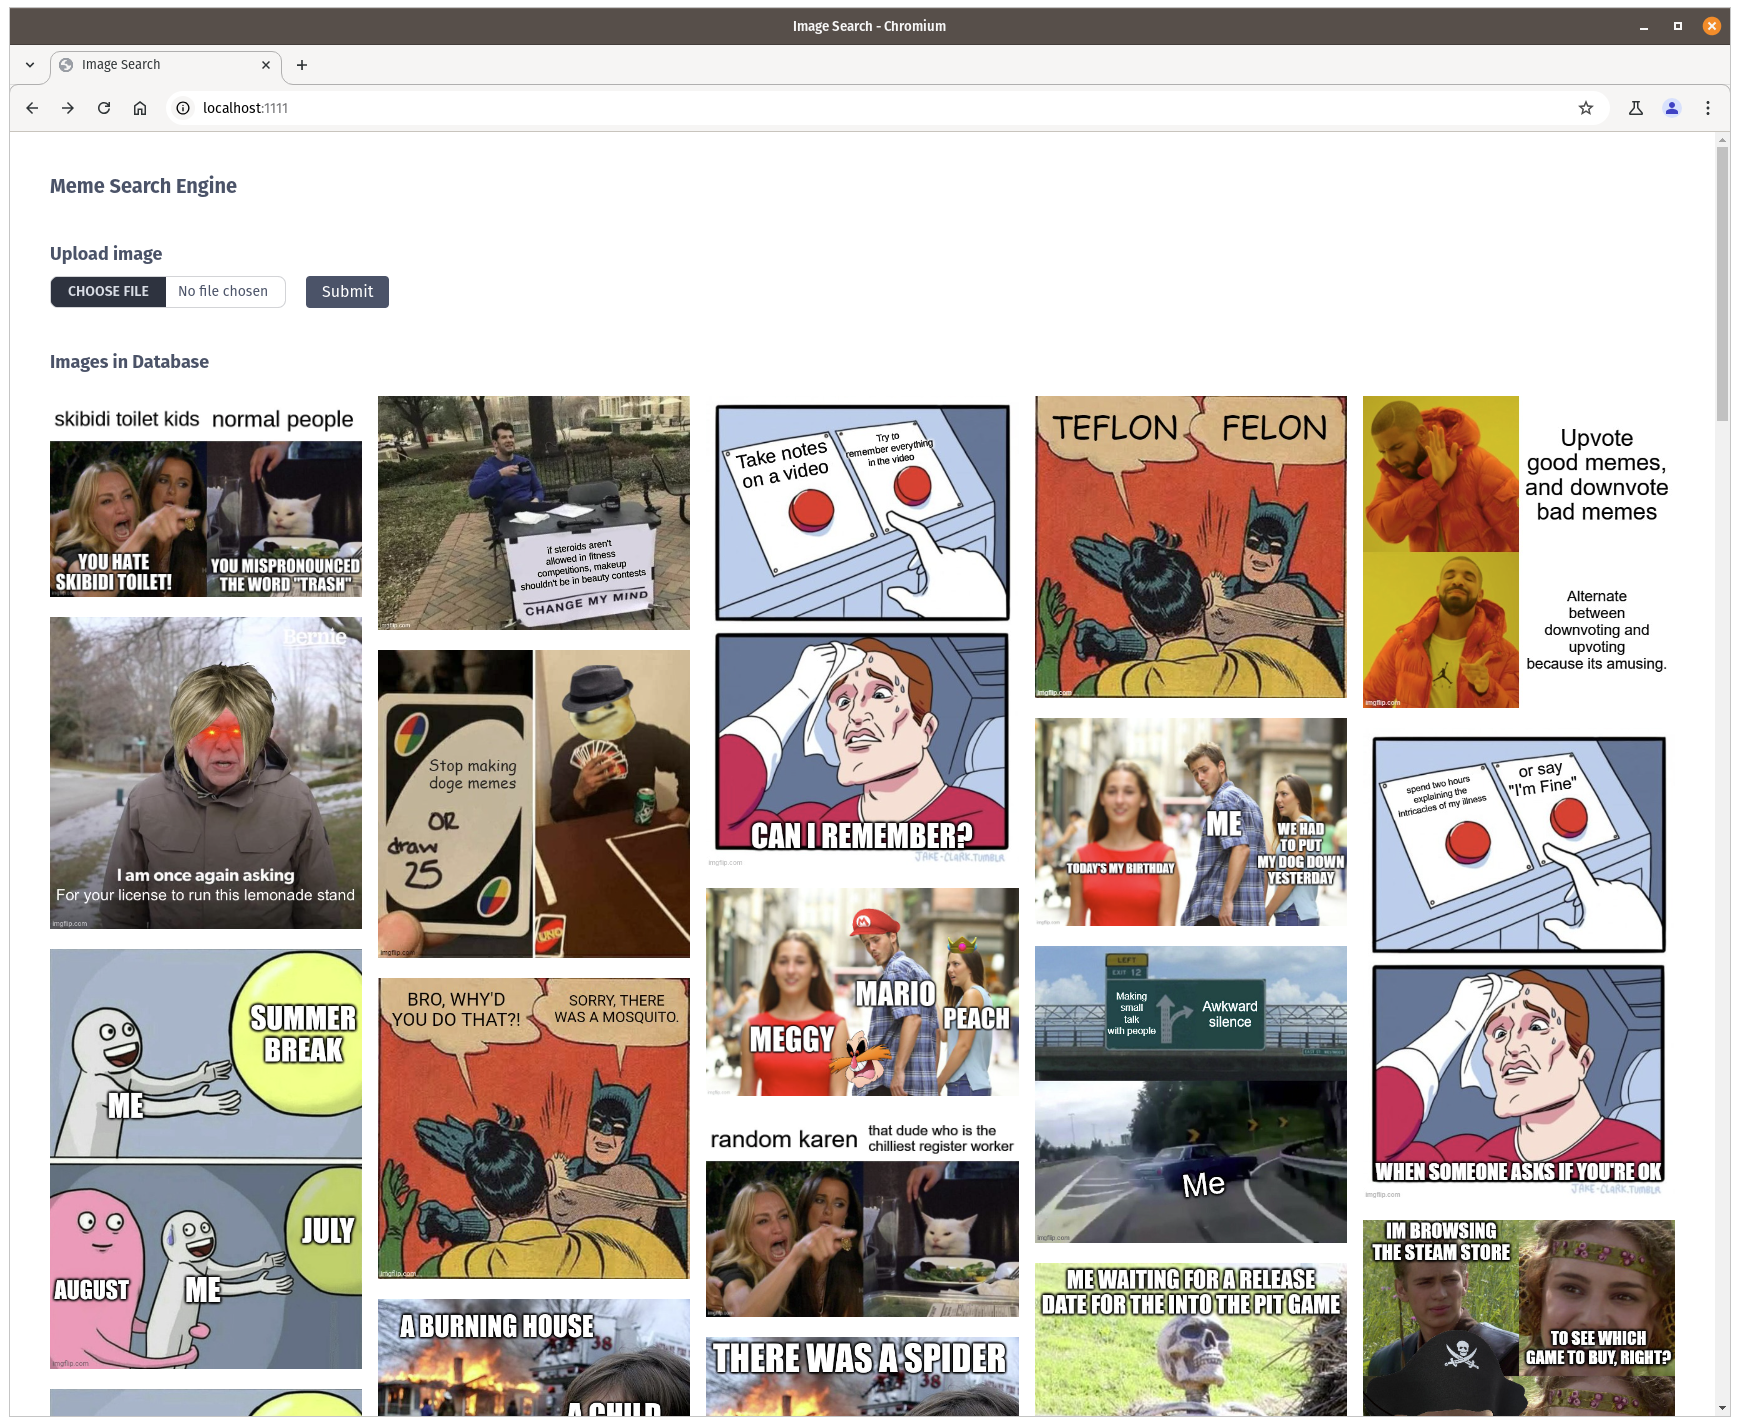 Image Search - Chromium
Image Search
localhost:1111
Meme Search Engine
Upload image
CHOOSE FILE
No file chosen
Submit
Images in Database
skibidi toilet kids
normal people
YOU HATE
SKIBIDI TOILET!
YOU MISPRONOUNCED
THE WORD "TRASH"
Bernie
I am once again asking
For your license to run this lemonade stand
imgflip.com
SUMMER
BREAK
ME
JULY
AUGUST
ME
imgflip.com
if steroids aren't
allowed in fitness
competitions, makeup
shouldn't be in beauty contests
CHANGE MY MIND
imgflip.com
Stop making
doge memes
OR
draw
25
UNO
imgflip.com
BRO, WHY'D
YOU DO THAT?!
SORRY, THERE
WAS A MOSQUITO.
imgflip.com
A BURNING HOUSE
38
A CHILD
Take notes
on a video
Try to
remember everything
in the video
CAN I REMEMBER?
imgflip.com
JAKE-CLARK.TUMBLR
MARIO
PEACH
MEGGY
random karen
that dude who is the
chilliest register worker
imgflip.com
THERE WAS A SPIDER
38
TEFLON
FELON
imgflip.com
ME
WE HAD
TO PUT
MY DOG DOWN
YESTERDAY
TODAY'S MY BIRTHDAY
imgflip.com
LEFT
EXIT 12
Making
small
talk
with people
Awkward
silence
Me
imgflip.com
ME WAITING FOR A RELEASE
DATE FOR THE INTO THE PIT GAME
Upvote
good memes,
and downvote
bad memes
Alternate
between
downvoting and
upvoting
because its amusing.
imgflip.com
spend two hours
explaining the
intricacies of my illness
or say
"I'm Fine"
WHEN SOMEONE ASKS IF YOU'RE OK
imgflip.com
JAKE-CLARK.TUMBLR
IM BROWSING
THE STEAM STORE
TO SEE WHICH
GAME TO BUY, RIGHT?